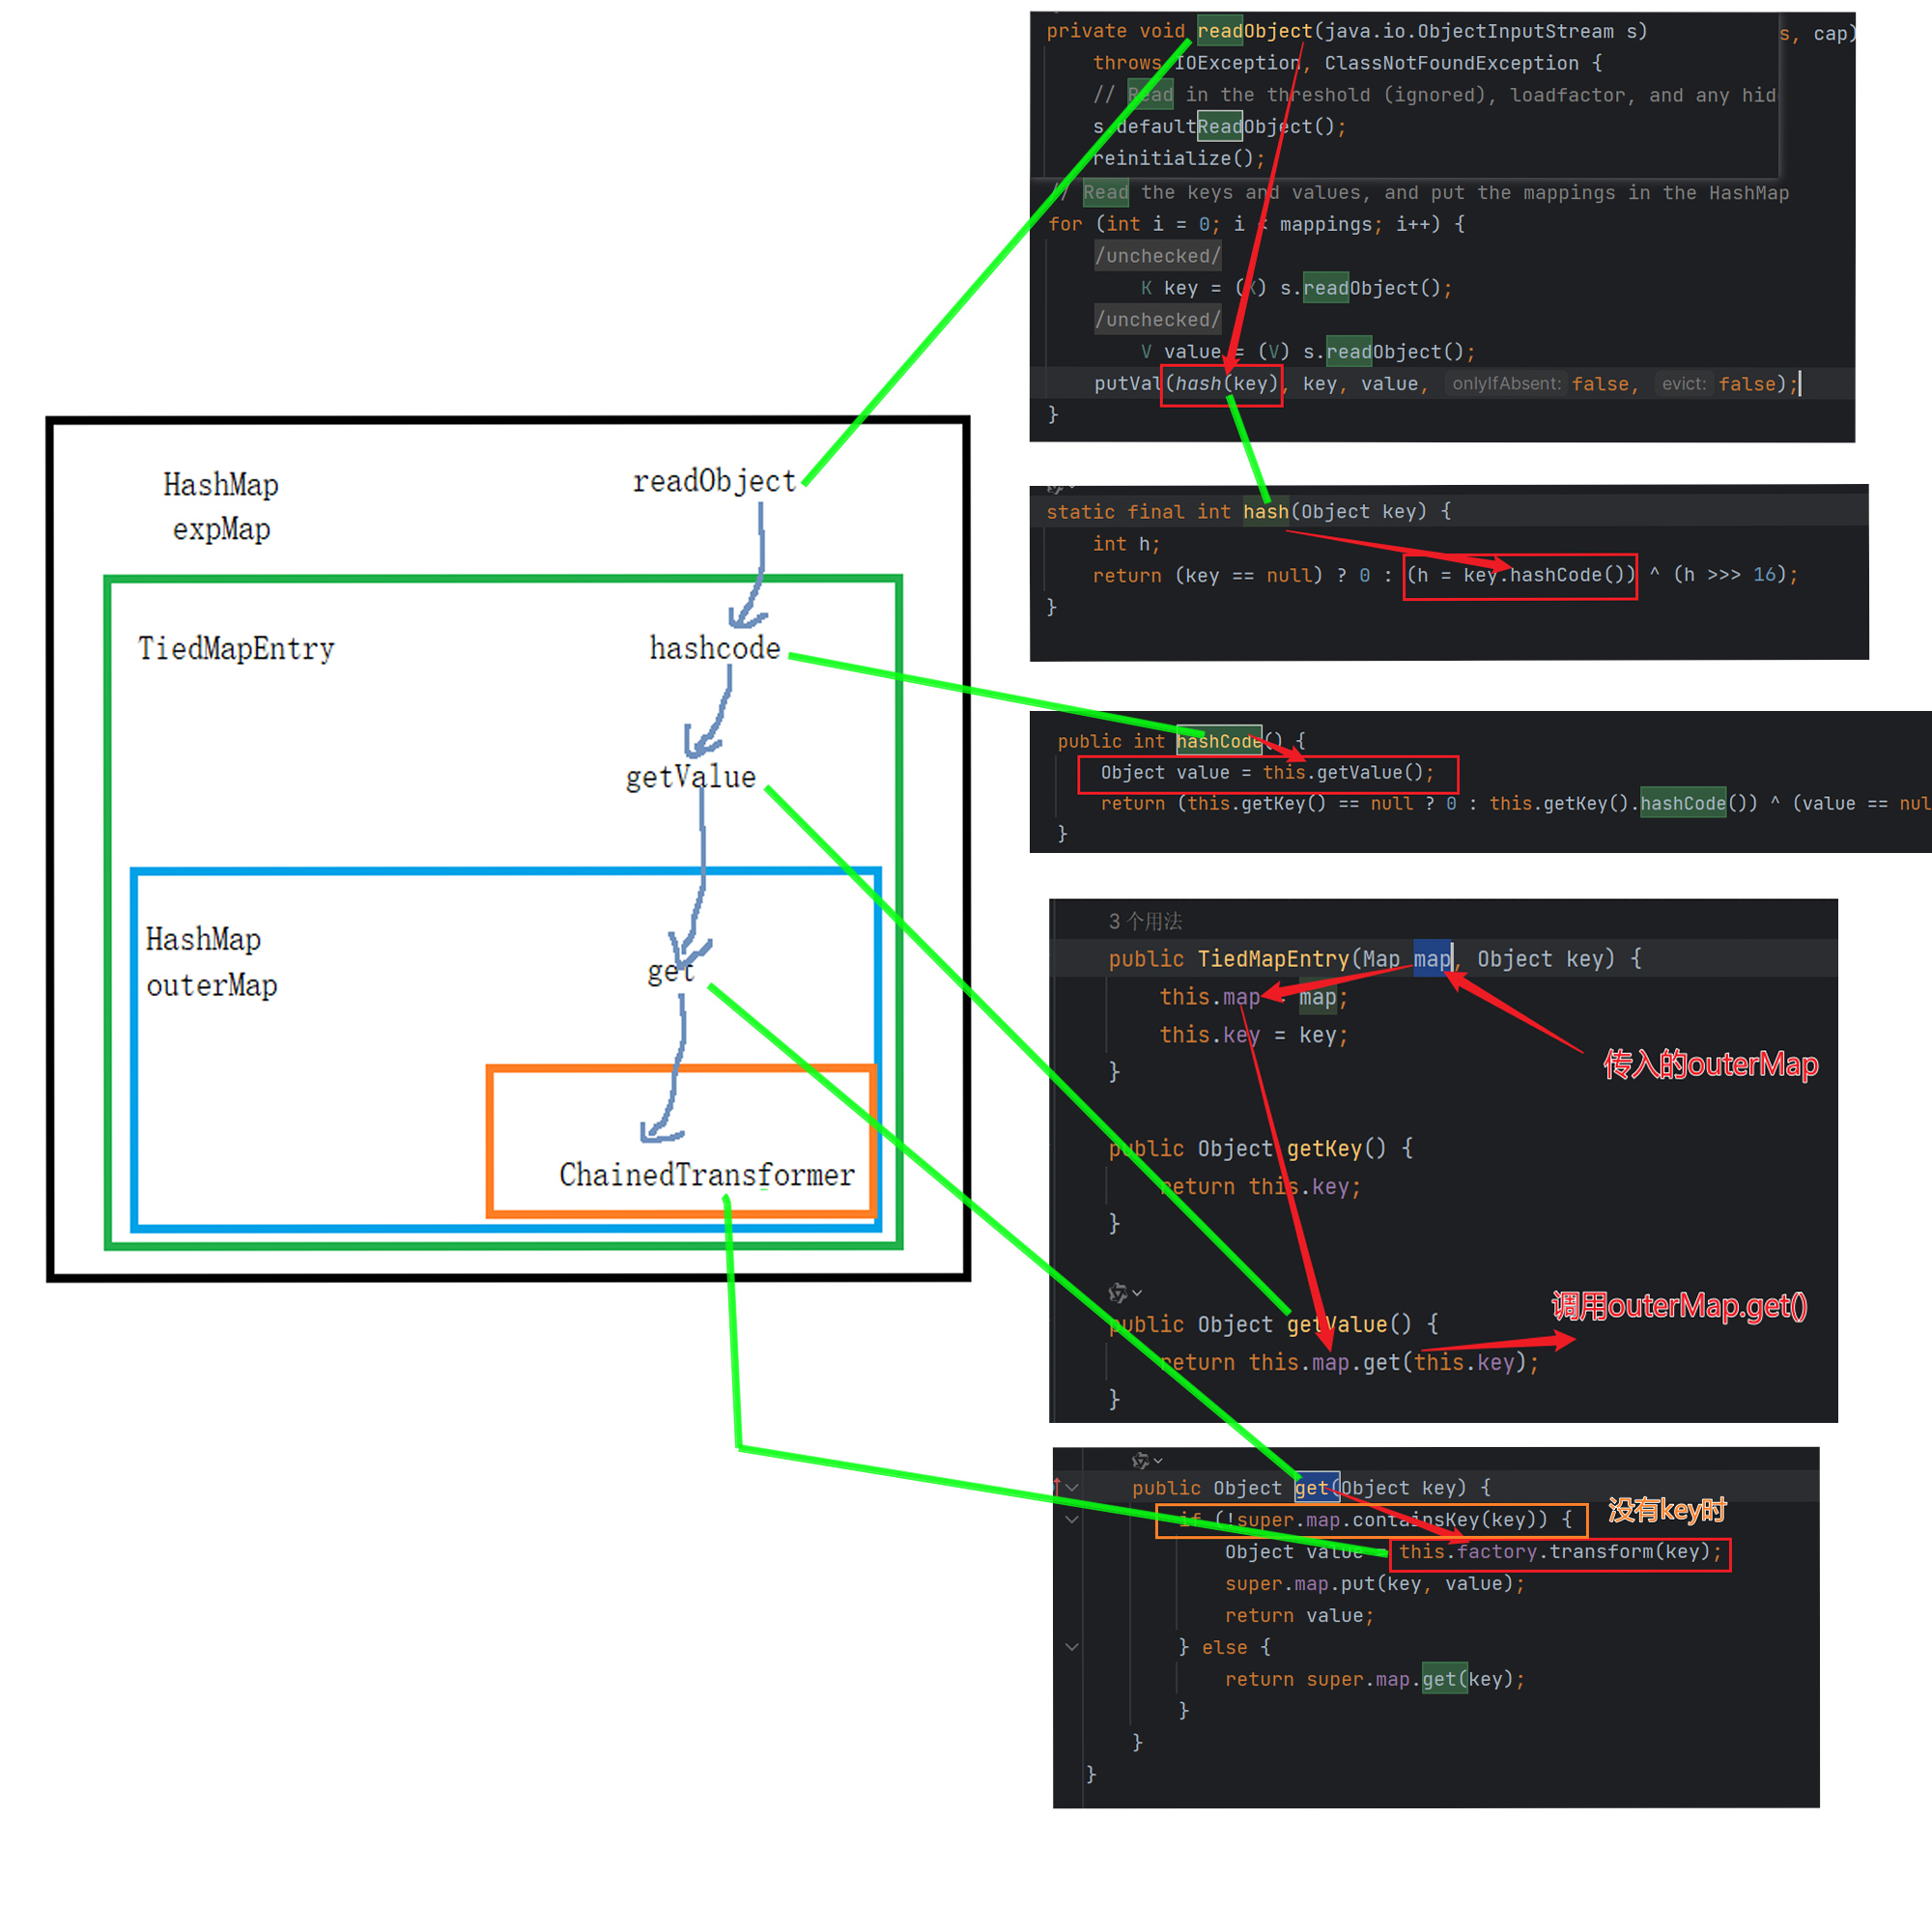 HashMap
expMap
readObject
TiedMapEntry
hashcode
getValue
HashMap
outerMap
get
ChainedTransformer
private void readObject(java.io.ObjectInputStream s)
s, cap)
throws IOException, ClassNotFoundException {
// Read in the threshold (ignored), loadfactor, and any hid
s.defaultReadObject();
reinitialize();
// Read the keys and values, and put the mappings in the HashMap
for (int i = 0; i < mappings; i++) {
/unchecked/
K key = (K) s.readObject();
/unchecked/
V value = (V) s.readObject();
putVal(hash(key), key, value, onlyIfAbsent: false, evict: false);
}
static final int hash(Object key) {
int h;
return (key == null) ? 0 : (h = key.hashCode()) ^ (h >>> 16);
}
public int hashCode() {
Object value = this.getValue();
return (this.getKey() == null ? 0 : this.getKey().hashCode()) ^ (value == nul
}
3 个用法
public TiedMapEntry(Map map, Object key) {
this.map = map;
this.key = key;
}
传入的outerMap
public Object getKey() {
return this.key;
}
调用outerMap.get()
public Object getValue() {
return this.map.get(this.key);
}
public Object get(Object key) {
没有key时
if (!super.map.containsKey(key)) {
Object value = this.factory.transform(key);
super.map.put(key, value);
return value;
} else {
return super.map.get(key);
}
}
}